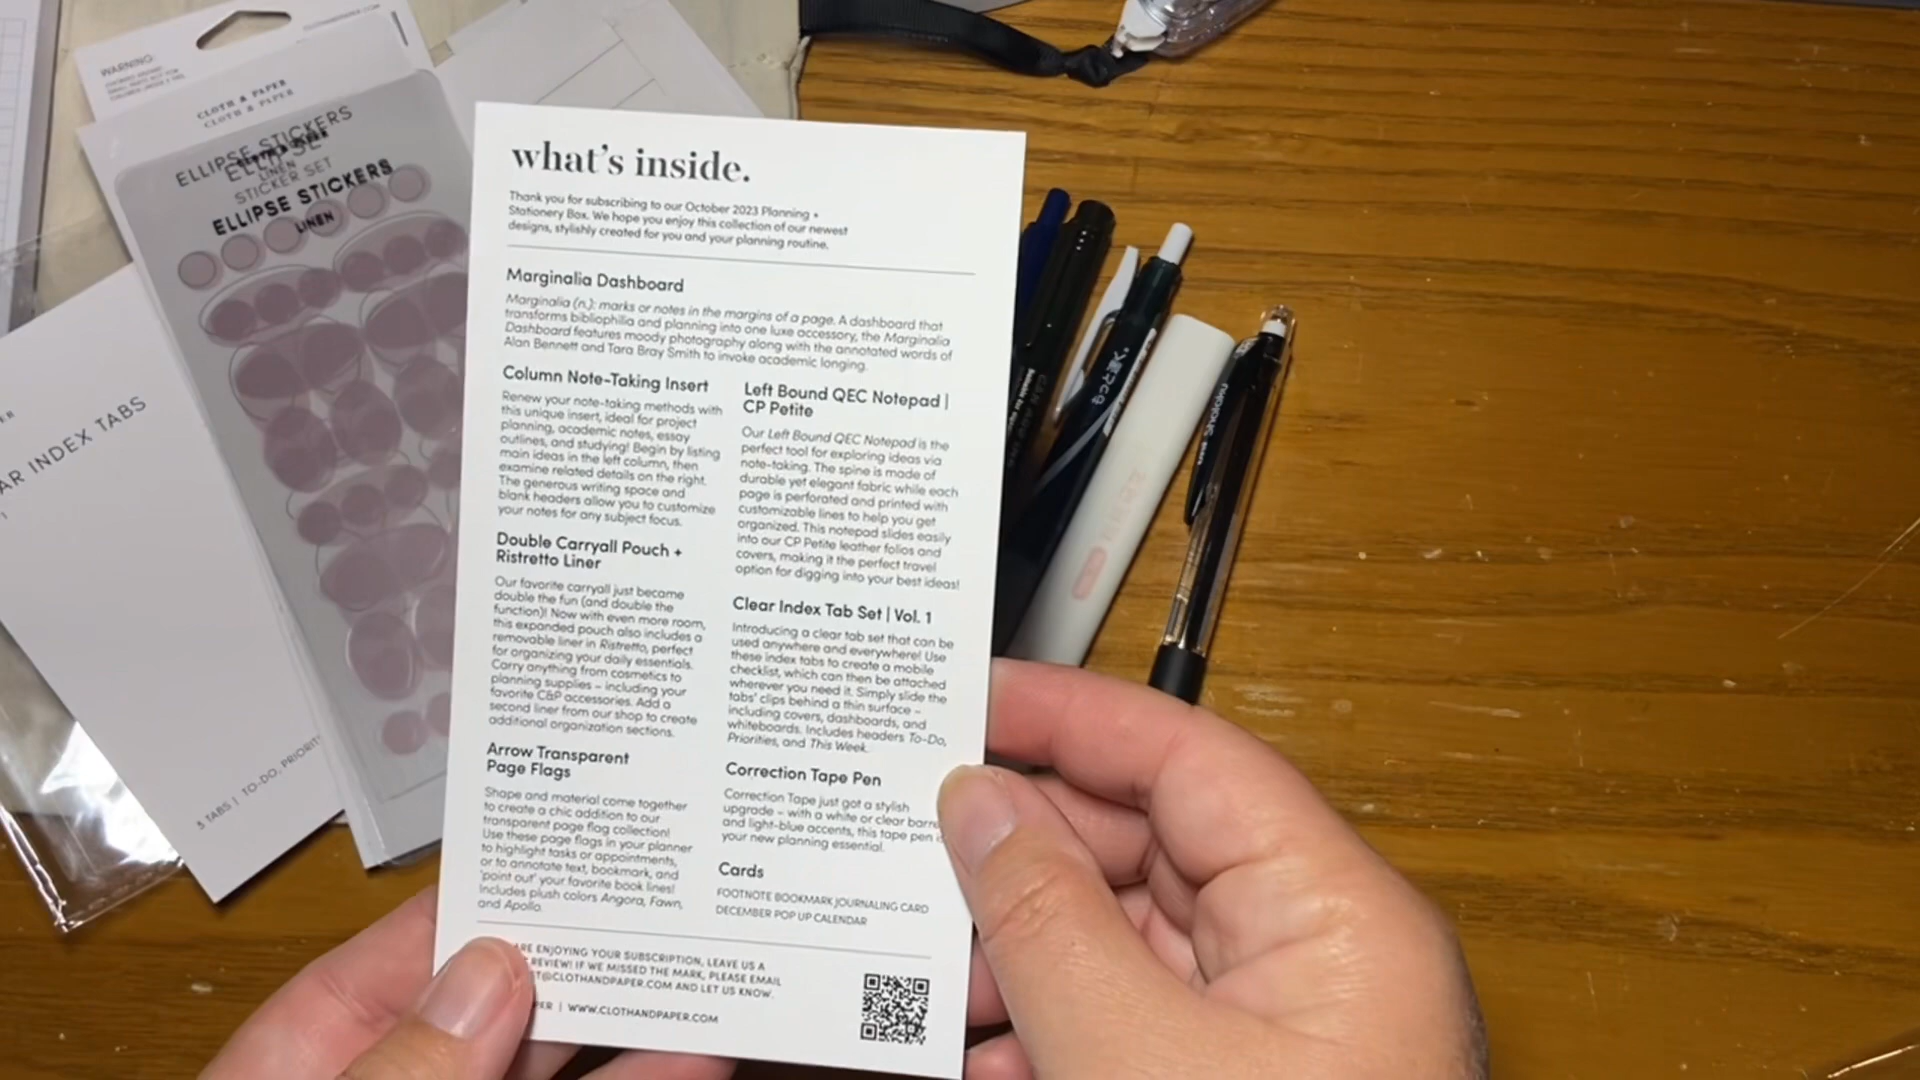 WARNING:
CLOTHANDPAPER.COM
CLOTH & PAPER
CLOTH & PAPER
ELLIPSE STICKERS
ELLIPSE
LINEN
STICKER SET
ELLIPSE STICKERS
LINEN
AR INDEX TABS
5 TABS | TO-DO, PRIORIT
what's inside.
Thank you for subscribing to our October 2023 Planning +
Stationery Box. We hope you enjoy this collection of our newest
designs, stylishly created for you and your planning routine.
Marginalia Dashboard
Marginalia (n.): marks or notes in the margins of a page. A dashboard that
transforms bibliophilia and planning into one luxe accessory, the Marginalia
Dashboard features moody photography along with the annotated words of
Alan Bennett and Tara Bray Smith to invoke academic longing.
Column Note-Taking Insert
Renew your note-taking methods with
this unique insert, ideal for project
planning, academic notes, essay
outlines, and studying! Begin by listing
main ideas in the left column, then
examine related details on the right.
The generous writing space and
blank headers allow you to customize
your notes for any subject focus.
Double Carryall Pouch +
Ristretto Liner
Our favorite carryall just became
double the fun (and double the
function)! Now with even more room,
this expanded pouch also includes a
removable liner in Ristretto, perfect
for organizing your daily essentials.
Carry anything from cosmetics to
planning supplies – including your
favorite C&P accessories. Add a
second liner from our shop to create
additional organization sections.
Arrow Transparent
Page Flags
Shape and material come together
to create a chic addition to our
transparent page flag collection!
Use these page flags in your planner
to highlight tasks or appointments,
or to annotate text, bookmark, and
'point out' your favorite book lines!
Includes plush colors Angora, Fawn,
and Apollo.
Left Bound QEC Notepad |
CP Petite
Our Left Bound QEC Notepad is the
perfect tool for exploring ideas via
note-taking. The spine is made of
durable yet elegant fabric while each
page is perforated and printed with
customizable lines to help you get
organized. This notepad slides easily
into our CP Petite leather folios and
covers, making it the perfect travel
option for digging into your best ideas!
Clear Index Tab Set | Vol. 1
Introducing a clear tab set that can be
used anywhere and everywhere! Use
these index tabs to create a mobile
checklist, which can then be attached
wherever you need it. Simply slide the
tabs' clips behind a thin surface –
including covers, dashboards, and
whiteboards. Includes headers To-Do,
Priorities, and This Week.
Correction Tape Pen
Correction Tape just got a stylish
upgrade – with a white or clear barre
and light-blue accents, this tape pen i
your new planning essential.
Cards
FOOTNOTE BOOKMARK JOURNALING CARD
DECEMBER POP UP CALENDAR
ARE ENJOYING YOUR SUBSCRIPTION, LEAVE US A
REVIEW! IF WE MISSED THE MARK, PLEASE EMAIL
T@CLOTHANDPAPER.COM AND LET US KNOW.
PER | WWW.CLOTHANDPAPER.COM